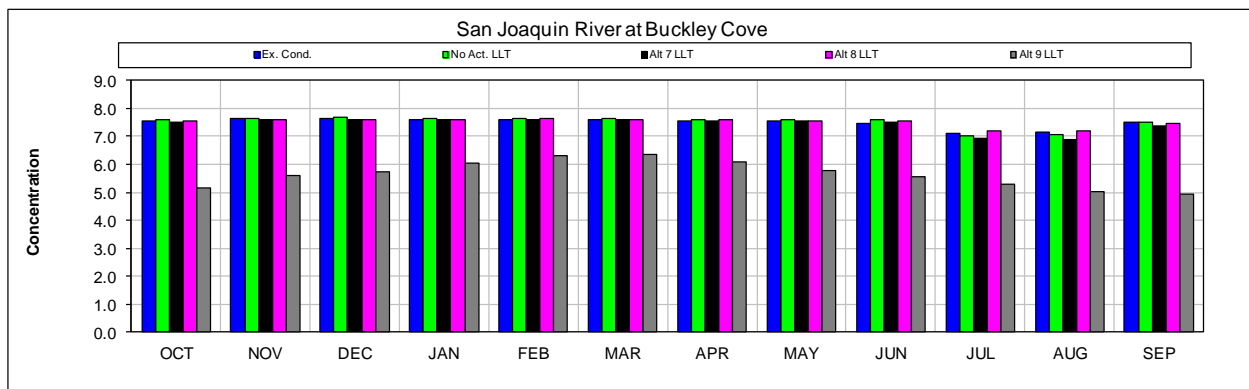 San Joaquin River at Buckley Cove
Ex. Cond. No Act. LLT Alt 7 LLT Alt 8 LLT Alt 9 LLT
Concentration
9.0
8.0
7.0
6.0
5.0
4.0
3.0
2.0
1.0
0.0
OCT NOV DEC JAN FEB MAR APR MAY JUN JUL AUG SEP